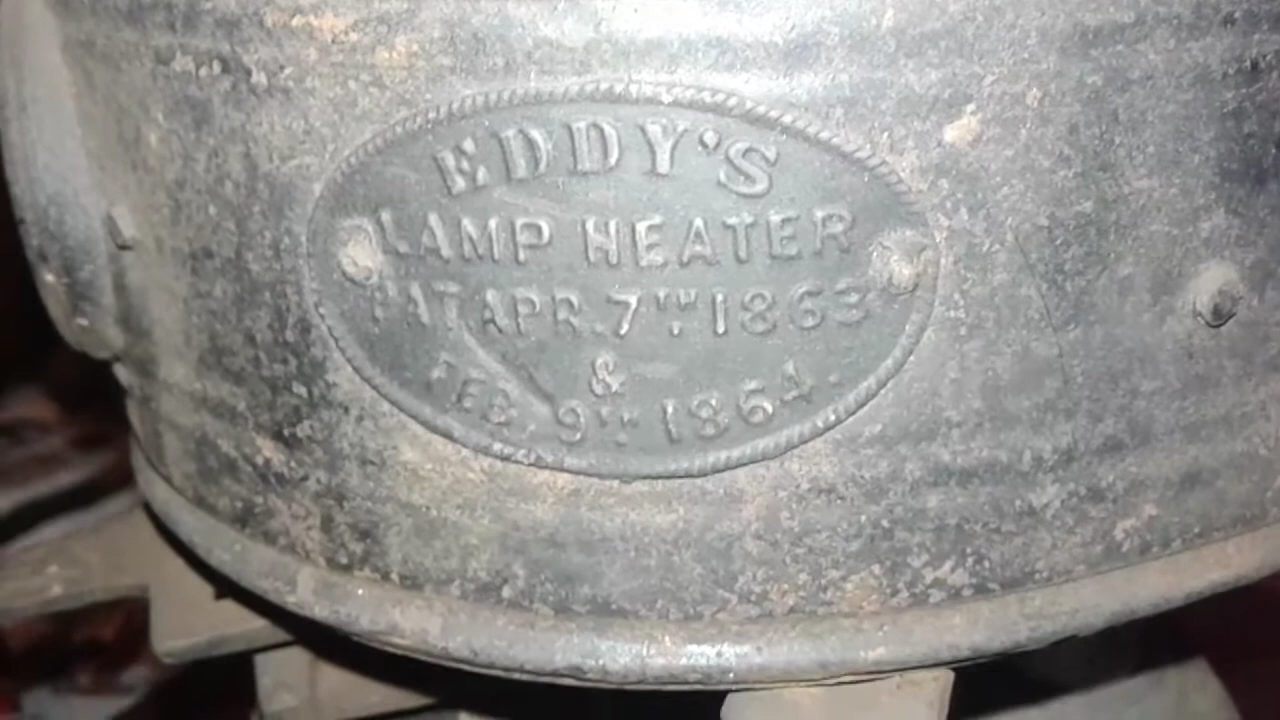 EDDY'S
LAMP HEATER
PAT. APR. 7TH 1863
&
FEB. 9TH 1864.